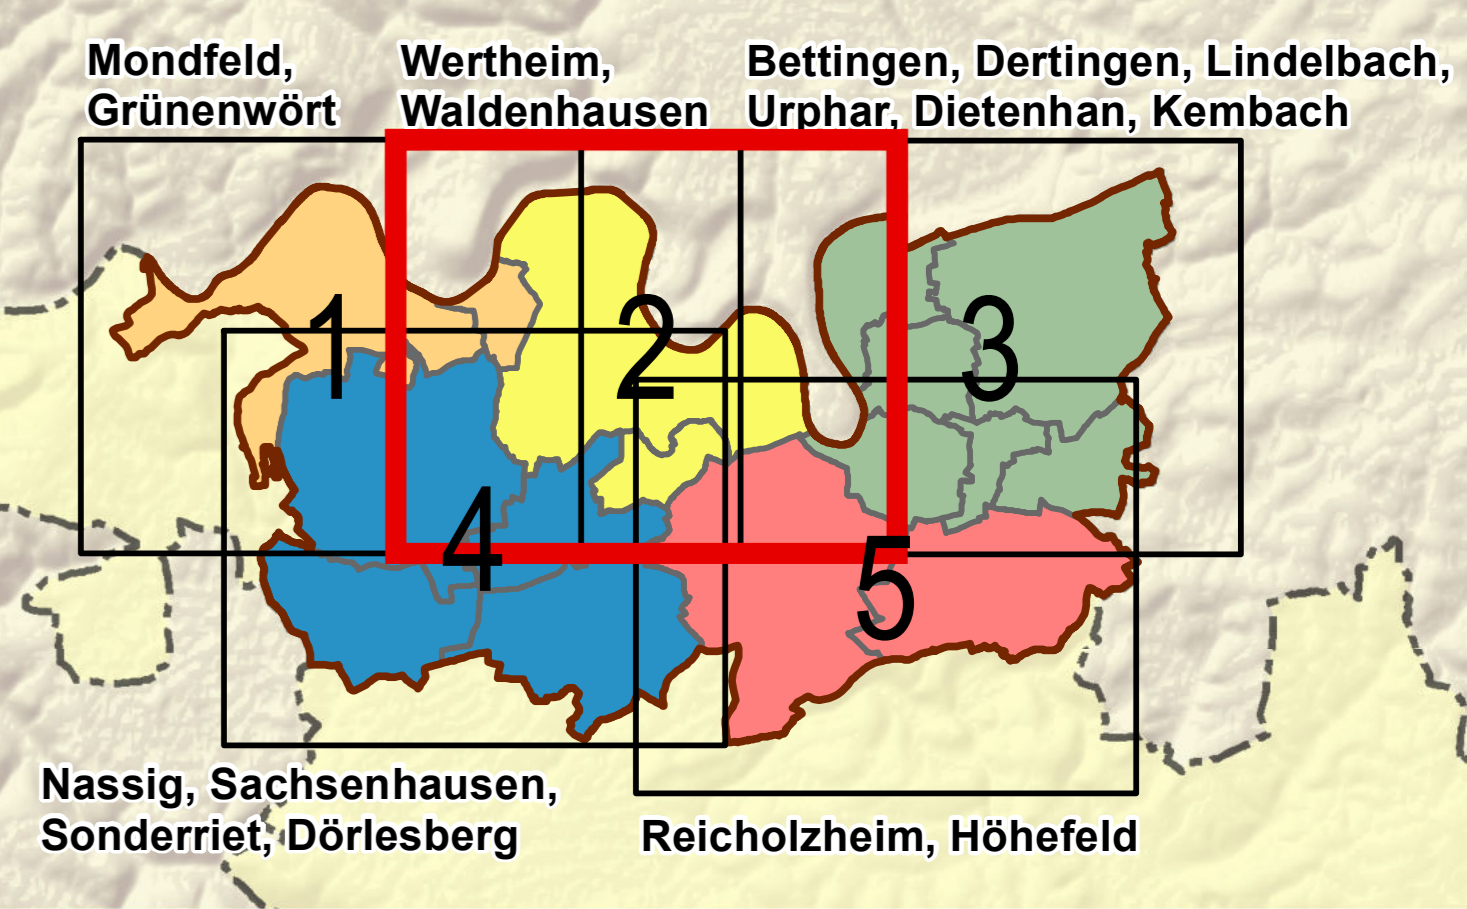 Mondfeld,
Grünenwört
Wertheim,
Waldenhausen
Bettingen, Dertingen, Lindelbach,
Urphar, Dietenhan, Kembach
1
2
3
4
5
Nassig, Sachsenhausen,
Sonderriet, Dörlesberg
Reicholzheim, Höhefeld